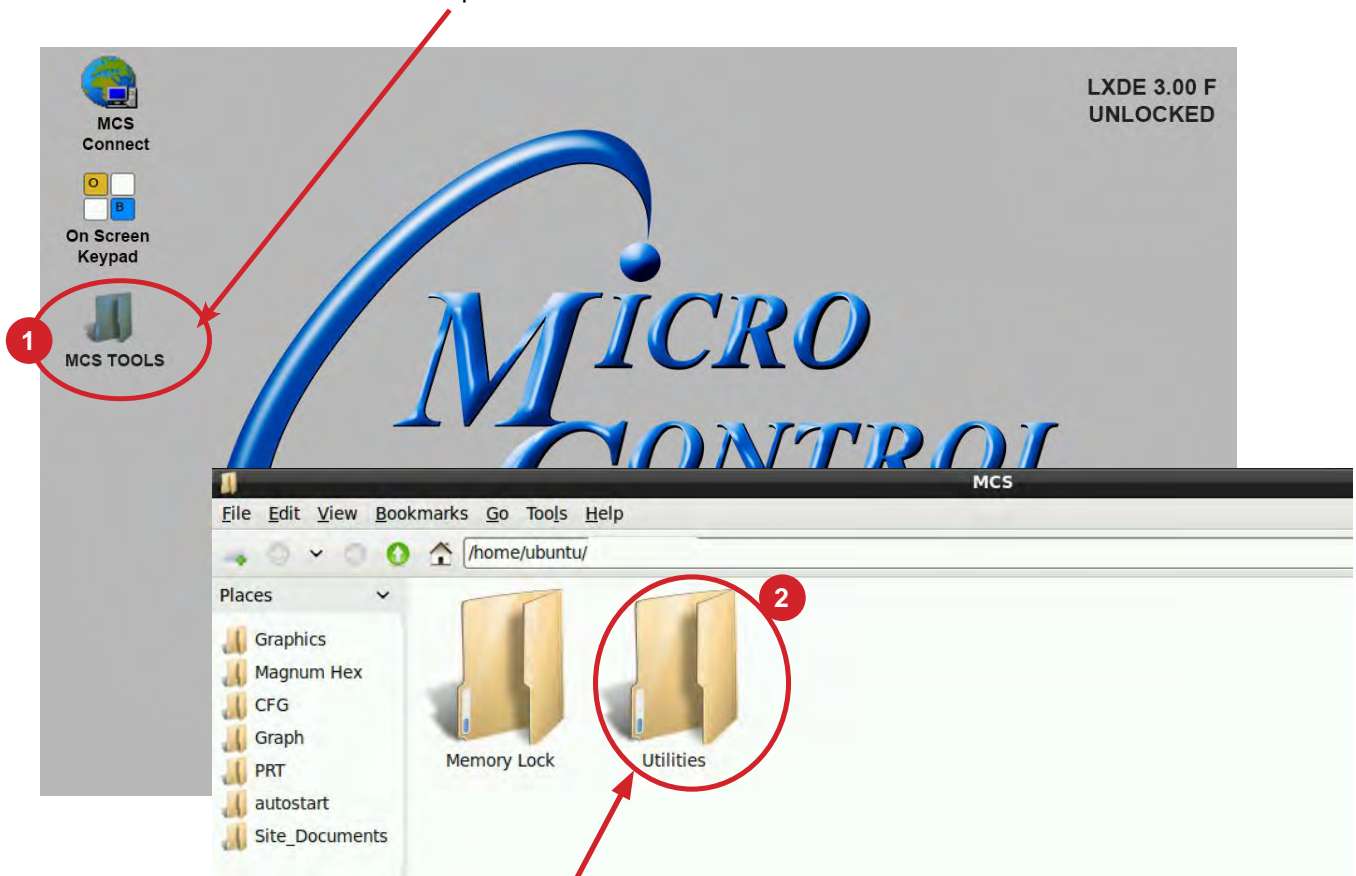 LXDE 3.00 F
UNLOCKED
MCS
Connect
O
B
On Screen
Keypad
1
MCS TOOLS
MICRO
CONTROL
MCS
File Edit View Bookmarks Go Tools Help
/home/ubuntu/
Places
Graphics
Magnum Hex
CFG
Graph
PRT
autostart
Site_Documents
Memory Lock
2
Utilities